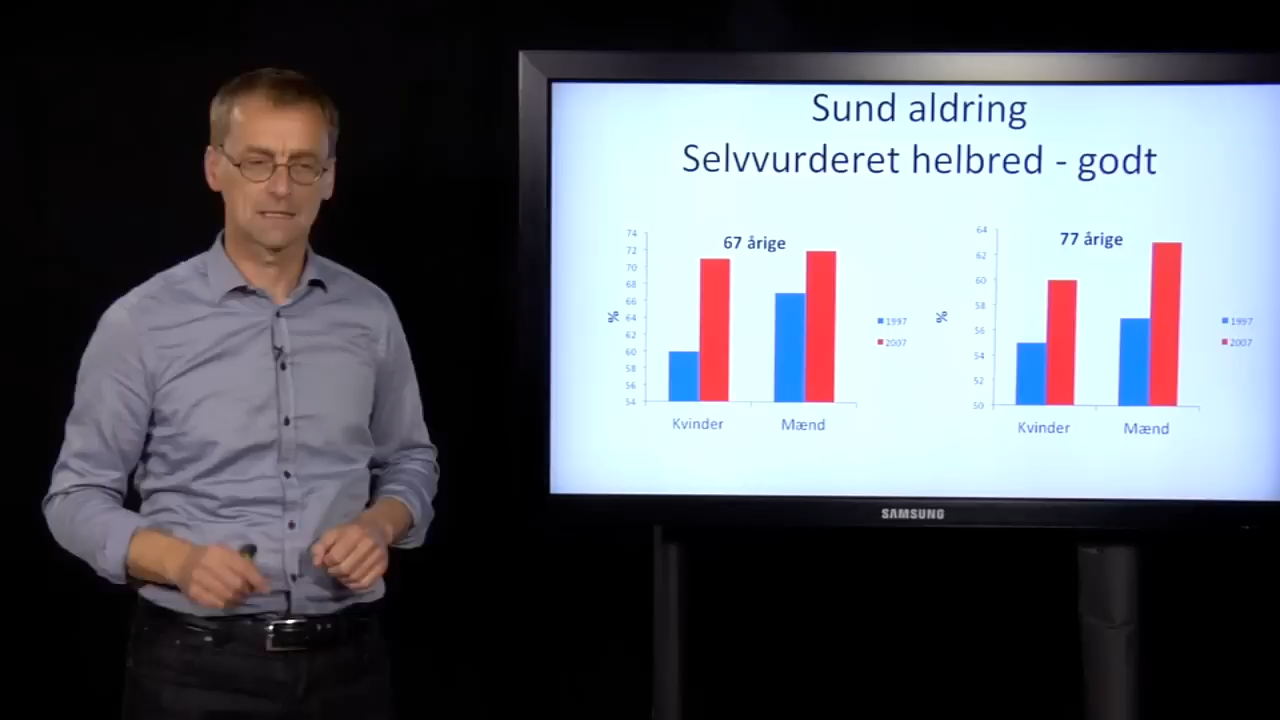 Sund aldring
Selvvurderet helbred - godt
67 årige
74
72
70
68
66
64
62
60
58
56
54
%
Kvinder
Mænd
1997
2007
77 årige
64
62
60
58
56
54
52
50
%
Kvinder
Mænd
1997
2007
SAMSUNG